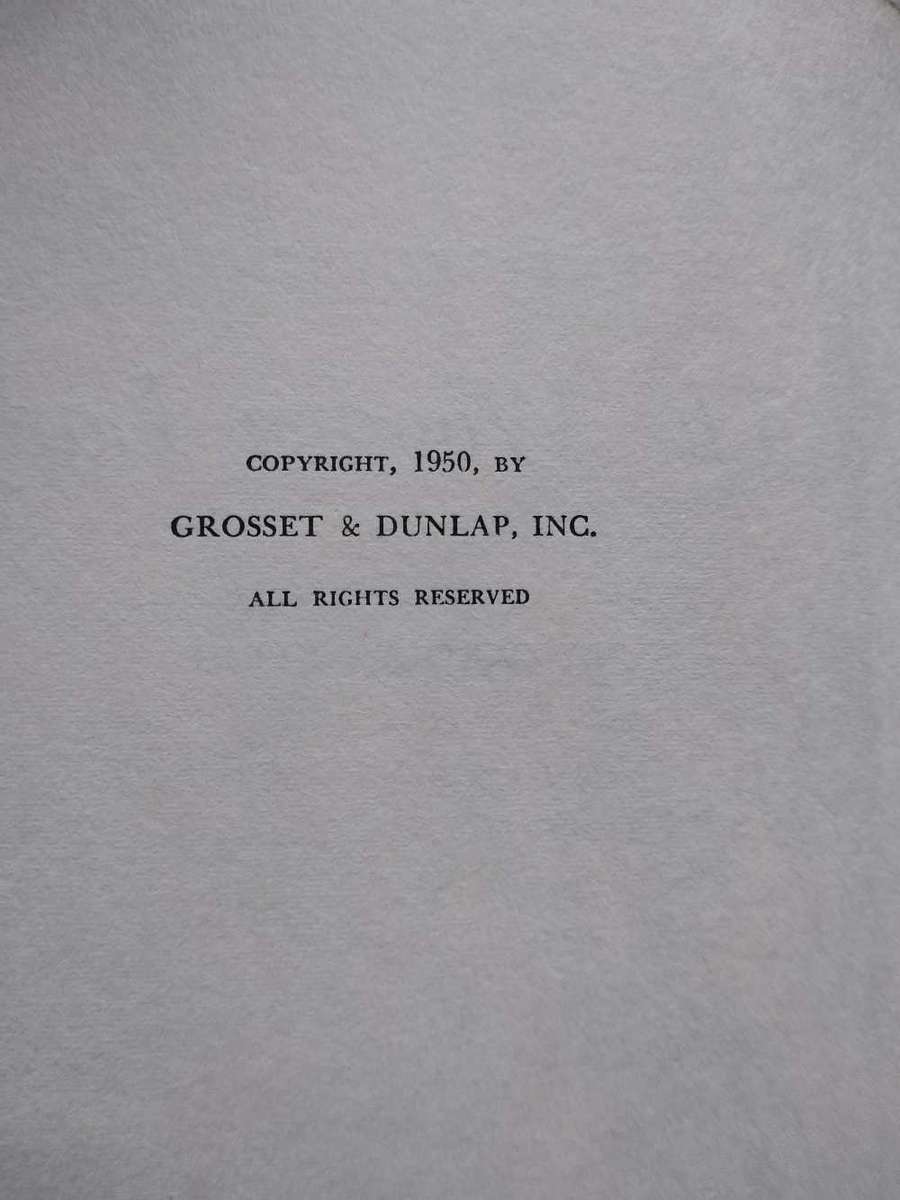 COPYRIGHT, 1950, BY
GROSSET & DUNLAP, INC.
ALL RIGHTS RESERVED